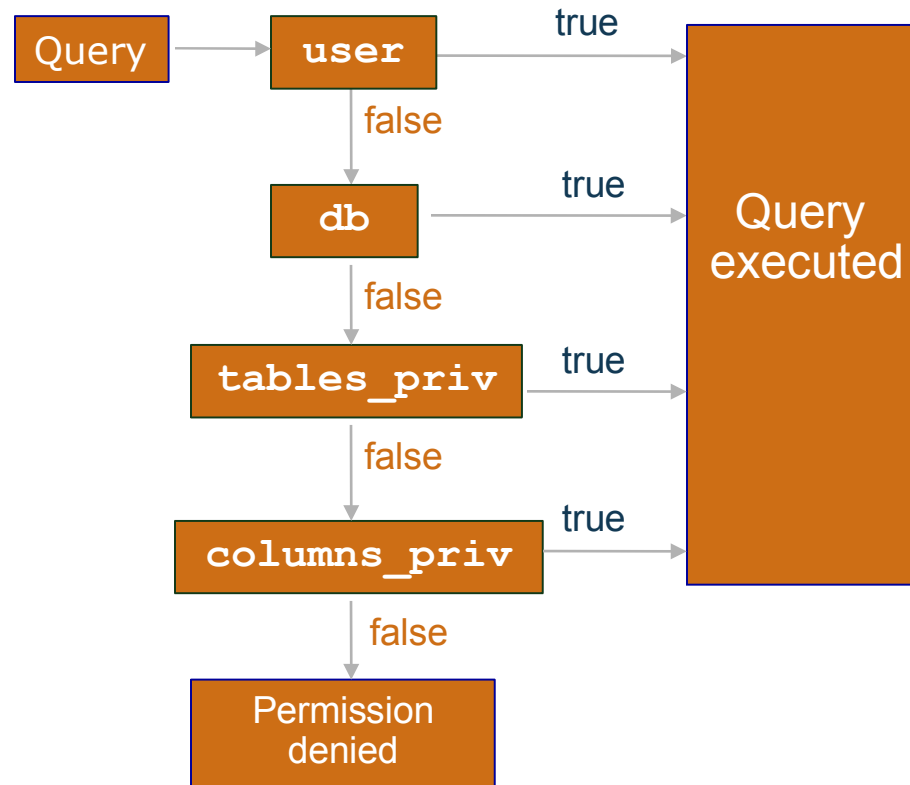 true
Query
user
false
true
db
Query
executed
false
true
tables_priv
false
true
columns_priv
false
Permission
denied